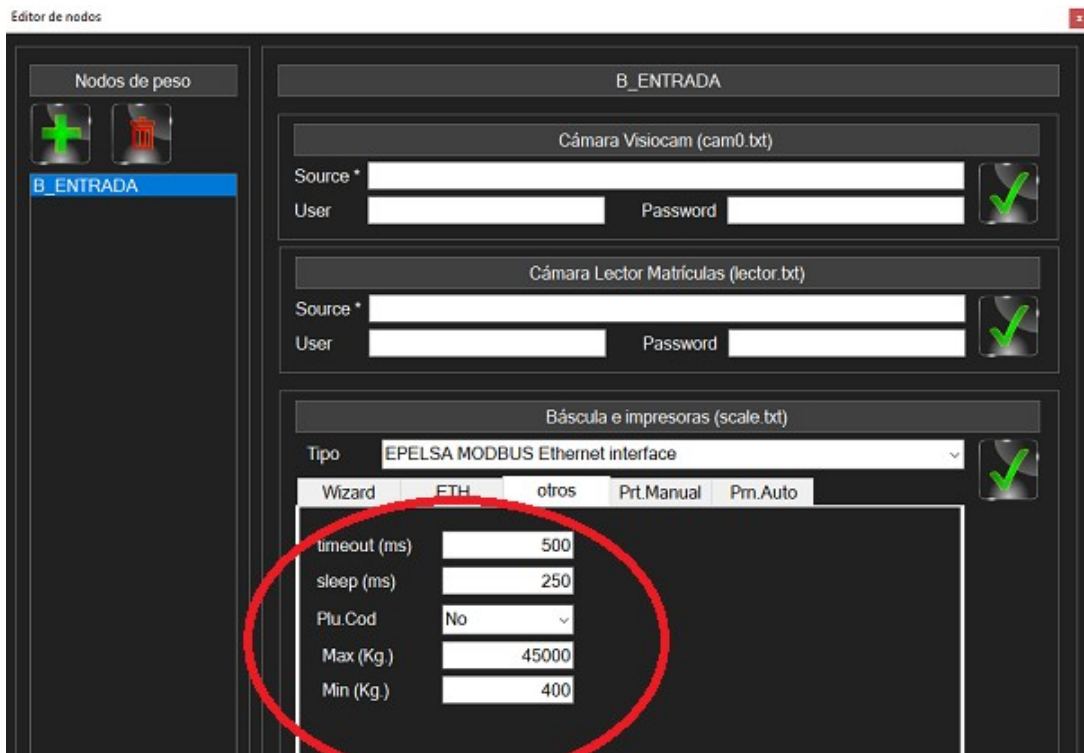 Editor de nodos
x
Nodos de peso
B_ENTRADA
B_ENTRADA
Cámara Visiocam (cam0.txt)
Source *
User Password
Cámara Lector Matrículas (lector.txt)
Source *
User Password
Báscula e impresoras (scale.txt)
Tipo EPELSA MODBUS Ethernet interface
Wizard ETH otros Prt.Manual Prn.Auto
timeout (ms) 500
sleep (ms) 250
Plu.Cod No
Max (Kg.) 45000
Min (Kg.) 400